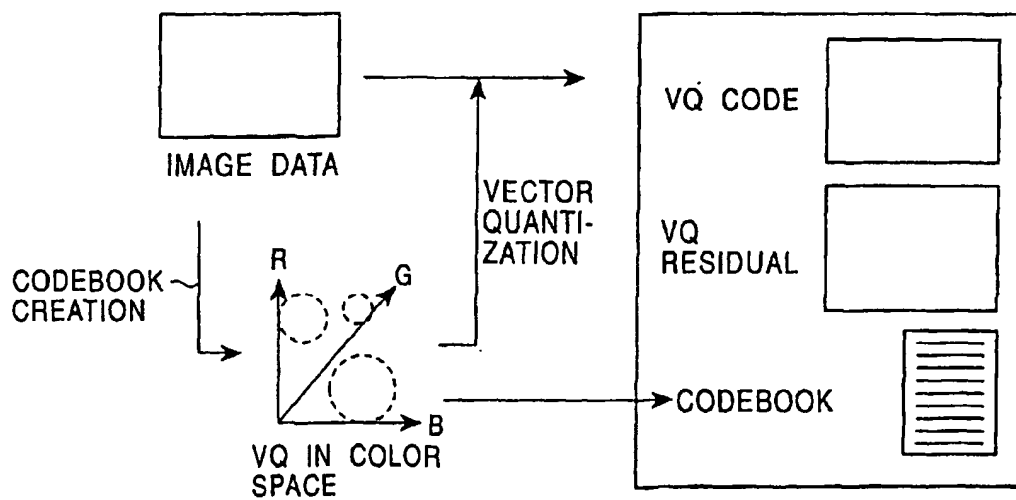 IMAGE DATA
CODEBOOK
CREATION
R
G
B
VQ IN COLOR
SPACE
VECTOR
QUANTI-
ZATION
VQ CODE
VQ
RESIDUAL
CODEBOOK